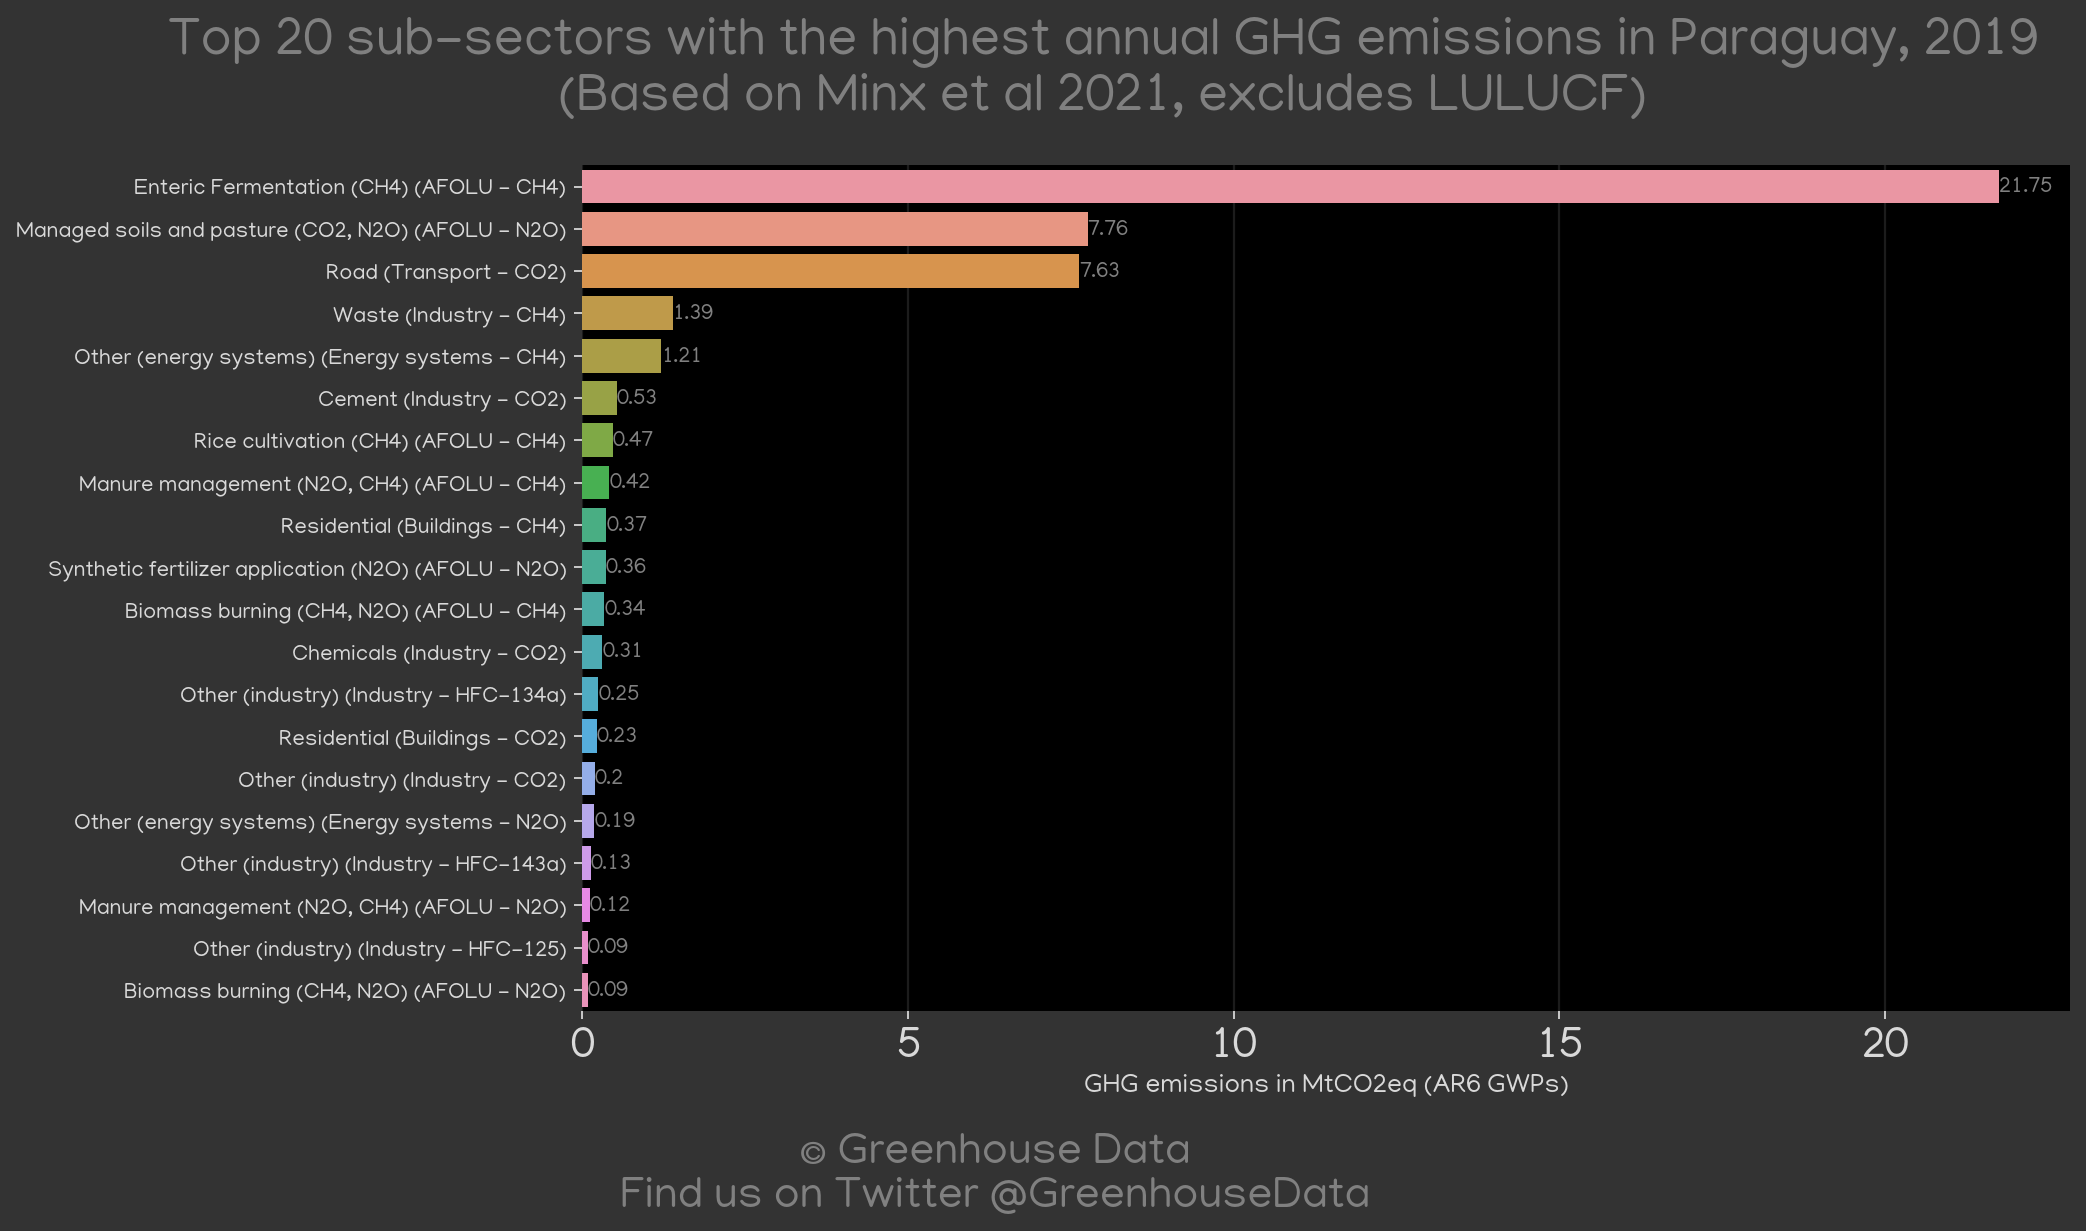 Top 20 sub-sectors with the highest annual GHG emissions in Paraguay, 2019
(Based on Minx et al 2021, excludes LULUCF)
Enteric Fermentation (CH4) (AFOLU - CH4) 21.75
Managed soils and pasture (CO2, N2O) (AFOLU - N2O) 7.76
Road (Transport - CO2) 7.63
Waste (Industry - CH4) 1.39
Other (energy systems) (Energy systems - CH4) 1.21
Cement (Industry - CO2) 0.53
Rice cultivation (CH4) (AFOLU - CH4) 0.47
Manure management (N2O, CH4) (AFOLU - CH4) 0.42
Residential (Buildings - CH4) 0.37
Synthetic fertilizer application (N2O) (AFOLU - N2O) 0.36
Biomass burning (CH4, N2O) (AFOLU - CH4) 0.34
Chemicals (Industry - CO2) 0.31
Other (industry) (Industry - HFC-134a) 0.25
Residential (Buildings - CO2) 0.23
Other (industry) (Industry - CO2) 0.2
Other (energy systems) (Energy systems - N2O) 0.19
Other (industry) (Industry - HFC-143a) 0.13
Manure management (N2O, CH4) (AFOLU - N2O) 0.12
Other (industry) (Industry - HFC-125) 0.09
Biomass burning (CH4, N2O) (AFOLU - N2O) 0.09
0 5 10 15 20
GHG emissions in MtCO2eq (AR6 GWPs)
© Greenhouse Data
Find us on Twitter @GreenhouseData